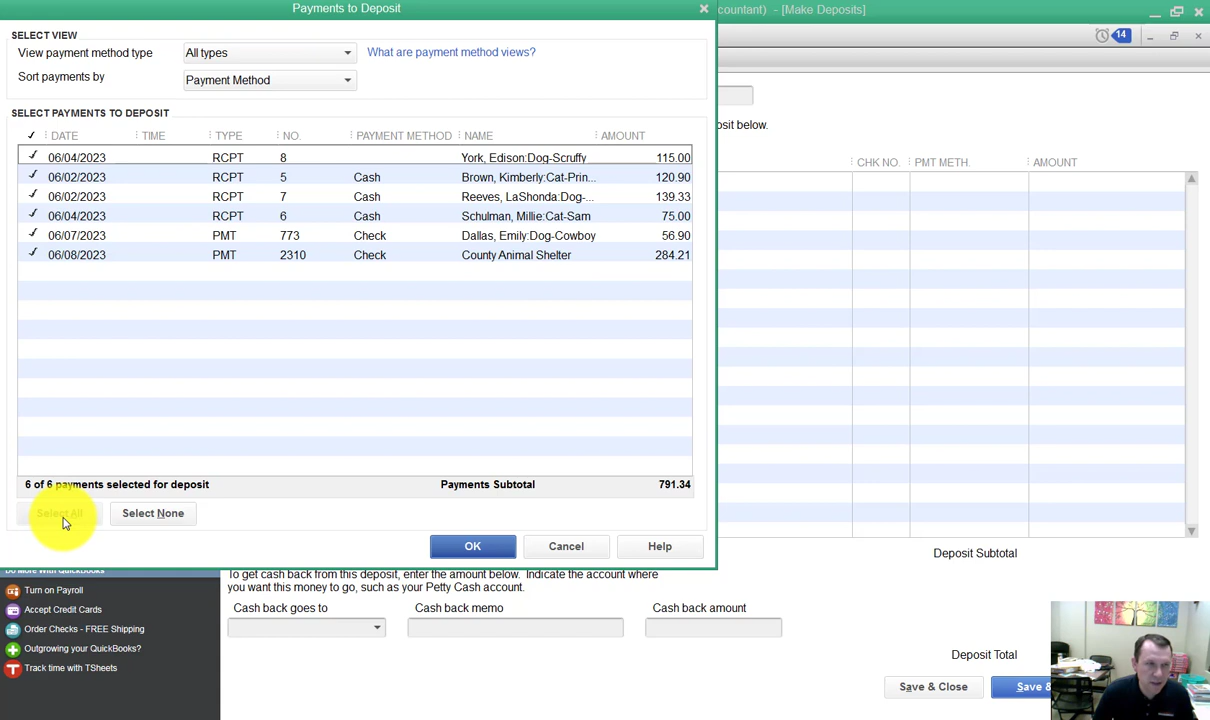 Payments to Deposit
countant) - [Make Deposits]
14
SELECT VIEW
View payment method type All types What are payment method views?
Sort payments by Payment Method
SELECT PAYMENTS TO DEPOSIT
DATE TIME TYPE NO. PAYMENT METHOD NAME AMOUNT
06/04/2023 RCPT 8 York, Edison:Dog-Scruffy 115.00
06/02/2023 RCPT 5 Cash Brown, Kimberly:Cat-Prin... 120.90
06/02/2023 RCPT 7 Cash Reeves, LaShonda:Dog-... 139.33
06/04/2023 RCPT 6 Cash Schulman, Millie:Cat-Sam 75.00
06/07/2023 PMT 773 Check Dallas, Emily:Dog-Cowboy 56.90
06/08/2023 PMT 2310 Check County Animal Shelter 284.21
6 of 6 payments selected for deposit Payments Subtotal 791.34
Select All Select None
OK Cancel Help
posit below.
CHK NO. PMT METH. AMOUNT
Deposit Subtotal
Do More With QuickBooks
Turn on Payroll
Accept Credit Cards
Order Checks - FREE Shipping
Outgrowing your QuickBooks?
Track time with TSheets
To get cash back from this deposit, enter the amount below. Indicate the account where
you want this money to go, such as your Petty Cash account.
Cash back goes to Cash back memo Cash back amount
Deposit Total
Save & Close Save &